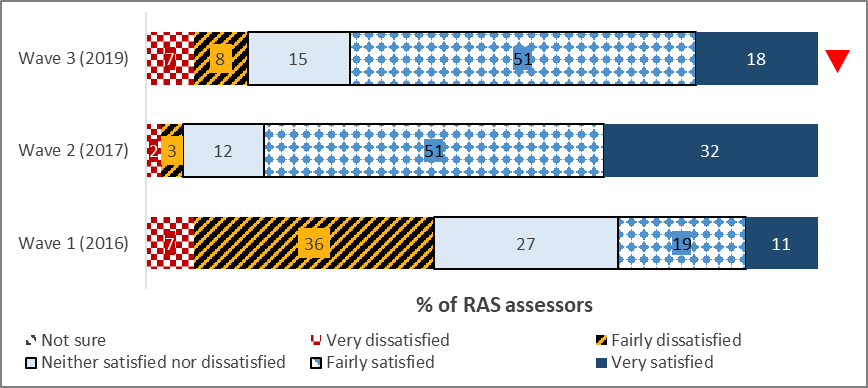 Wave 3 (2019) 7 8 15 51 18
Wave 2 (2017) 2 3 12 51 32
Wave 1 (2016) 7 36 27 19 11
% of RAS assessors
Not sure Very dissatisfied Fairly dissatisfied
Neither satisfied nor dissatisfied Fairly satisfied Very satisfied